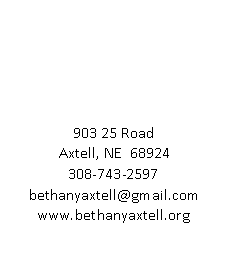 903 25 Road
Axtell, NE  68924
308-743-2597
bethanyaxtell@gmail.com
www.bethanyaxtell.org